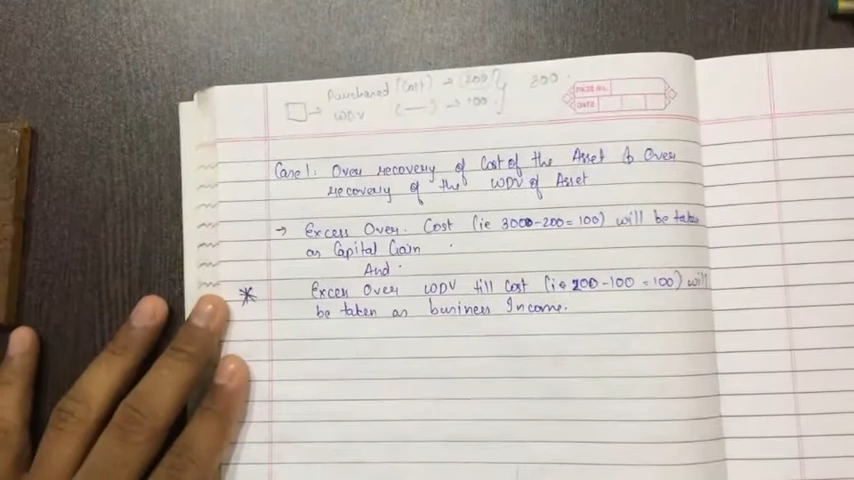 Purchased (Cost) → 200 } 300
□ → WDV ( — ) → 100
PAGE No.
DATE
Case 1: Over recovery of Cost of the Asset & Over
recovery of the WDV of Asset
→ Excess Over Cost (ie 300-200=100) will be taken
as Capital Gain
And
* Excess Over WDV till Cost (ie 200-100=100) will
be taken as business Income.